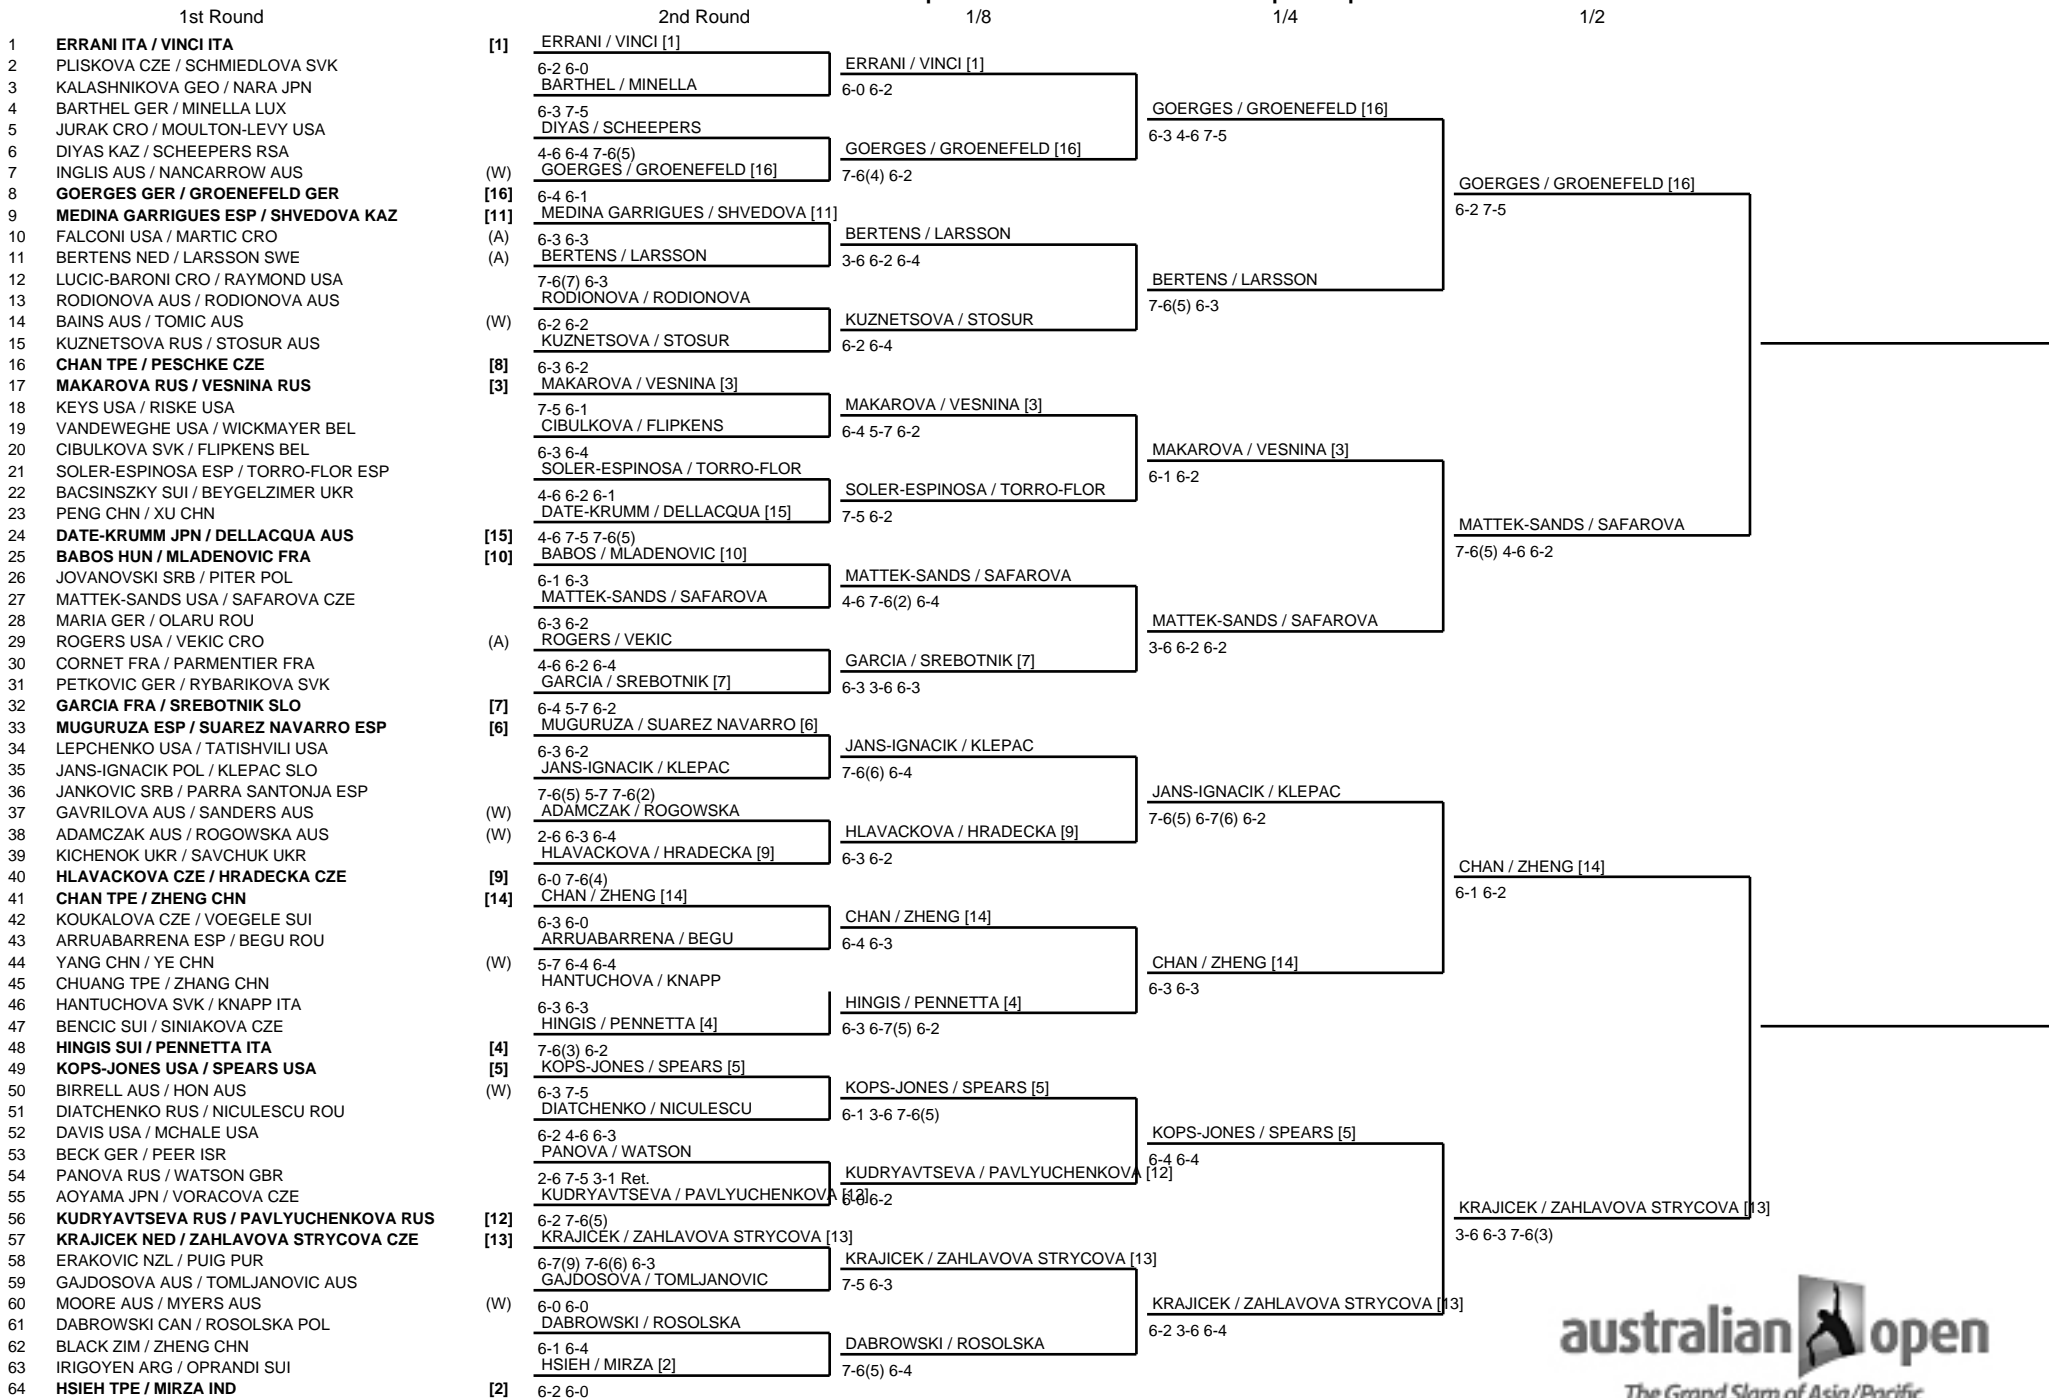 1st Round 2nd Round 1/8 1/4 1/2
1 ERRANI ITA / VINCI ITA [1]
2 PLISKOVA CZE / SCHMIEDLOVA SVK
3 KALASHNIKOVA GEO / NARA JPN
4 BARTHEL GER / MINELLA LUX
5 JURAK CRO / MOULTON-LEVY USA
6 DIYAS KAZ / SCHEEPERS RSA
7 INGLIS AUS / NANCARROW AUS (W)
8 GOERGES GER / GROENEFELD GER [16]
9 MEDINA GARRIGUES ESP / SHVEDOVA KAZ [11]
10 FALCONI USA / MARTIC CRO (A)
11 BERTENS NED / LARSSON SWE (A)
12 LUCIC-BARONI CRO / RAYMOND USA
13 RODIONOVA AUS / RODIONOVA AUS
14 BAINS AUS / TOMIC AUS (W)
15 KUZNETSOVA RUS / STOSUR AUS
16 CHAN TPE / PESCHKE CZE [8]
17 MAKAROVA RUS / VESNINA RUS [3]
18 KEYS USA / RISKE USA
19 VANDEWEGHE USA / WICKMAYER BEL
20 CIBULKOVA SVK / FLIPKENS BEL
21 SOLER-ESPINOSA ESP / TORRO-FLOR ESP
22 BACSINSZKY SUI / BEYGELZIMER UKR
23 PENG CHN / XU CHN
24 DATE-KRUMM JPN / DELLACQUA AUS [15]
25 BABOS HUN / MLADENOVIC FRA [10]
26 JOVANOVSKI SRB / PITER POL
27 MATTEK-SANDS USA / SAFAROVA CZE
28 MARIA GER / OLARU ROU
29 ROGERS USA / VEKIC CRO (A)
30 CORNET FRA / PARMENTIER FRA
31 PETKOVIC GER / RYBARIKOVA SVK
32 GARCIA FRA / SREBOTNIK SLO [7]
33 MUGURUZA ESP / SUAREZ NAVARRO ESP [6]
34 LEPCHENKO USA / TATISHVILI USA
35 JANS-IGNACIK POL / KLEPAC SLO
36 JANKOVIC SRB / PARRA SANTONJA ESP
37 GAVRILOVA AUS / SANDERS AUS (W)
38 ADAMCZAK AUS / ROGOWSKA AUS (W)
39 KICHENOK UKR / SAVCHUK UKR
40 HLAVACKOVA CZE / HRADECKA CZE [9]
41 CHAN TPE / ZHENG CHN [14]
42 KOUKALOVA CZE / VOEGELE SUI
43 ARRUABARRENA ESP / BEGU ROU
44 YANG CHN / YE CHN (W)
45 CHUANG TPE / ZHANG CHN
46 HANTUCHOVA SVK / KNAPP ITA
47 BENCIC SUI / SINIAKOVA CZE
48 HINGIS SUI / PENNETTA ITA [4]
49 KOPS-JONES USA / SPEARS USA [5]
50 BIRRELL AUS / HON AUS (W)
51 DIATCHENKO RUS / NICULESCU ROU
52 DAVIS USA / MCHALE USA
53 BECK GER / PEER ISR
54 PANOVA RUS / WATSON GBR
55 AOYAMA JPN / VORACOVA CZE
56 KUDRYAVTSEVA RUS / PAVLYUCHENKOVA RUS [12]
57 KRAJICEK NED / ZAHLAVOVA STRYCOVA CZE [13]
58 ERAKOVIC NZL / PUIG PUR
59 GAJDOSOVA AUS / TOMLJANOVIC AUS
60 MOORE AUS / MYERS AUS (W)
61 DABROWSKI CAN / ROSOLSKA POL
62 BLACK ZIM / ZHENG CHN
63 IRIGOYEN ARG / OPRANDI SUI
64 HSIEH TPE / MIRZA IND [2]
ERRANI / VINCI [1]
6-2 6-0
BARTHEL / MINELLA
6-3 7-5
DIYAS / SCHEEPERS
4-6 6-4 7-6(5)
GOERGES / GROENEFELD [16]
6-4 6-1
MEDINA GARRIGUES / SHVEDOVA [11]
6-3 6-3
BERTENS / LARSSON
7-6(7) 6-3
RODIONOVA / RODIONOVA
6-2 6-2
KUZNETSOVA / STOSUR
6-3 6-2
MAKAROVA / VESNINA [3]
7-5 6-1
CIBULKOVA / FLIPKENS
6-3 6-4
SOLER-ESPINOSA / TORRO-FLOR
4-6 6-2 6-1
DATE-KRUMM / DELLACQUA [15]
4-6 7-5 7-6(5)
BABOS / MLADENOVIC [10]
6-1 6-3
MATTEK-SANDS / SAFAROVA
6-3 6-2
ROGERS / VEKIC
4-6 6-2 6-4
GARCIA / SREBOTNIK [7]
6-4 5-7 6-2
MUGURUZA / SUAREZ NAVARRO [6]
6-3 6-2
JANS-IGNACIK / KLEPAC
7-6(5) 5-7 7-6(2)
ADAMCZAK / ROGOWSKA
2-6 6-3 6-4
HLAVACKOVA / HRADECKA [9]
6-0 7-6(4)
CHAN / ZHENG [14]
6-3 6-0
ARRUABARRENA / BEGU
5-7 6-4 6-4
HANTUCHOVA / KNAPP
6-3 6-3
HINGIS / PENNETTA [4]
7-6(3) 6-2
KOPS-JONES / SPEARS [5]
6-3 7-5
DIATCHENKO / NICULESCU
6-2 4-6 6-3
PANOVA / WATSON
2-6 7-5 3-1 Ret.
KUDRYAVTSEVA / PAVLYUCHENKOVA [12]
6-2 7-6(5)
KRAJICEK / ZAHLAVOVA STRYCOVA [13]
6-7(9) 7-6(6) 6-3
GAJDOSOVA / TOMLJANOVIC
6-0 6-0
DABROWSKI / ROSOLSKA
6-1 6-4
HSIEH / MIRZA [2]
6-2 6-0
ERRANI / VINCI [1]
6-0 6-2
GOERGES / GROENEFELD [16]
7-6(4) 6-2
BERTENS / LARSSON
3-6 6-2 6-4
KUZNETSOVA / STOSUR
6-2 6-4
MAKAROVA / VESNINA [3]
6-4 5-7 6-2
SOLER-ESPINOSA / TORRO-FLOR
7-5 6-2
MATTEK-SANDS / SAFAROVA
4-6 7-6(2) 6-4
GARCIA / SREBOTNIK [7]
6-3 3-6 6-3
JANS-IGNACIK / KLEPAC
7-6(6) 6-4
HLAVACKOVA / HRADECKA [9]
6-3 6-2
CHAN / ZHENG [14]
6-4 6-3
HINGIS / PENNETTA [4]
6-3 6-7(5) 6-2
KOPS-JONES / SPEARS [5]
6-1 3-6 7-6(5)
KUDRYAVTSEVA / PAVLYUCHENKOVA [12]
6-2
KRAJICEK / ZAHLAVOVA STRYCOVA [13]
7-5 6-3
DABROWSKI / ROSOLSKA
7-6(5) 6-4
GOERGES / GROENEFELD [16]
6-3 4-6 7-5
BERTENS / LARSSON
7-6(5) 6-3
MAKAROVA / VESNINA [3]
6-1 6-2
MATTEK-SANDS / SAFAROVA
3-6 6-2 6-2
JANS-IGNACIK / KLEPAC
7-6(5) 6-7(6) 6-2
CHAN / ZHENG [14]
6-3 6-3
KOPS-JONES / SPEARS [5]
6-4 6-4
KRAJICEK / ZAHLAVOVA STRYCOVA [13]
6-2 3-6 6-4
GOERGES / GROENEFELD [16]
6-2 7-5
MATTEK-SANDS / SAFAROVA
7-6(5) 4-6 6-2
CHAN / ZHENG [14]
6-1 6-2
KRAJICEK / ZAHLAVOVA STRYCOVA [13]
3-6 6-3 7-6(3)
australian open
The Grand Slam of Asia/Pacific